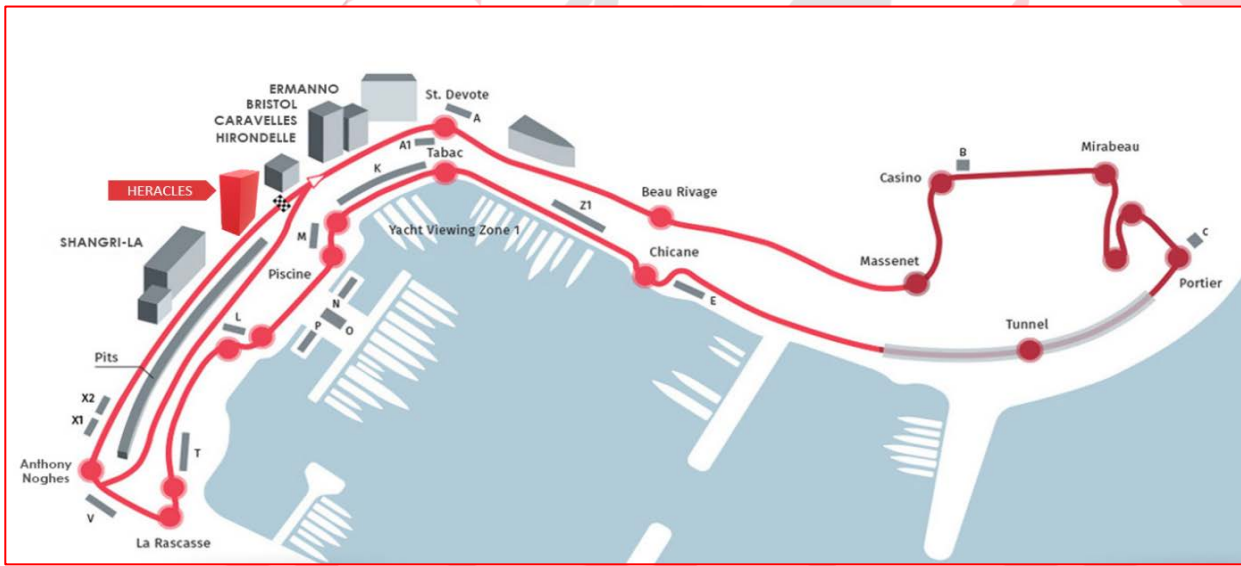 ERMANNO
BRISTOL
CARAVELLES
HIRONDELLE
St. Devote
A
A1
Tabac
K
HERACLES
SHANGRI-LA
M
Piscine
Yacht Viewing Zone 1
Z1
Beau Rivage
Chicane
E
Casino
B
Mirabeau
Massenet
C
Portier
Tunnel
N
O
P
L
Pits
X2
X1
T
Anthony
Noghes
V
La Rascasse